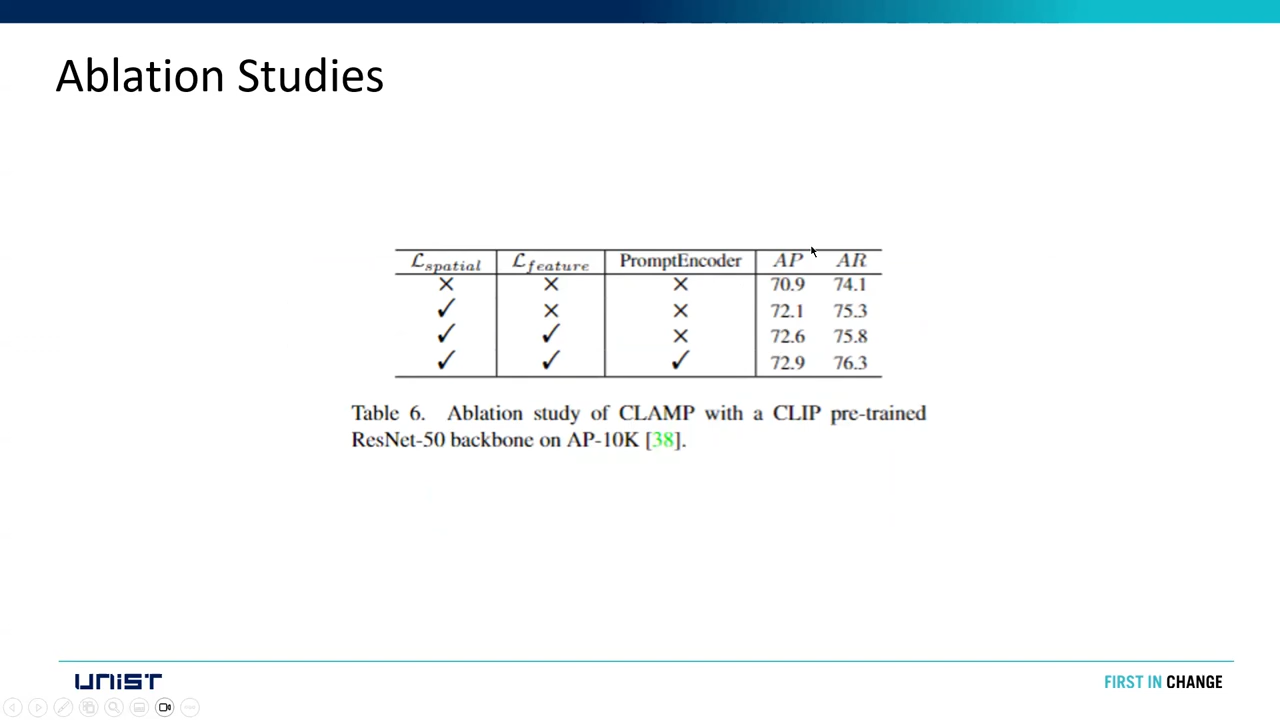 Ablation Studies
L_spatial L_feature PromptEncoder AP AR
× × × 70.9 74.1
✓ × × 72.1 75.3
✓ ✓ × 72.6 75.8
✓ ✓ ✓ 72.9 76.3
Table 6. Ablation study of CLAMP with a CLIP pre-trained
ResNet-50 backbone on AP-10K [38].
UNIST
FIRST IN CHANGE